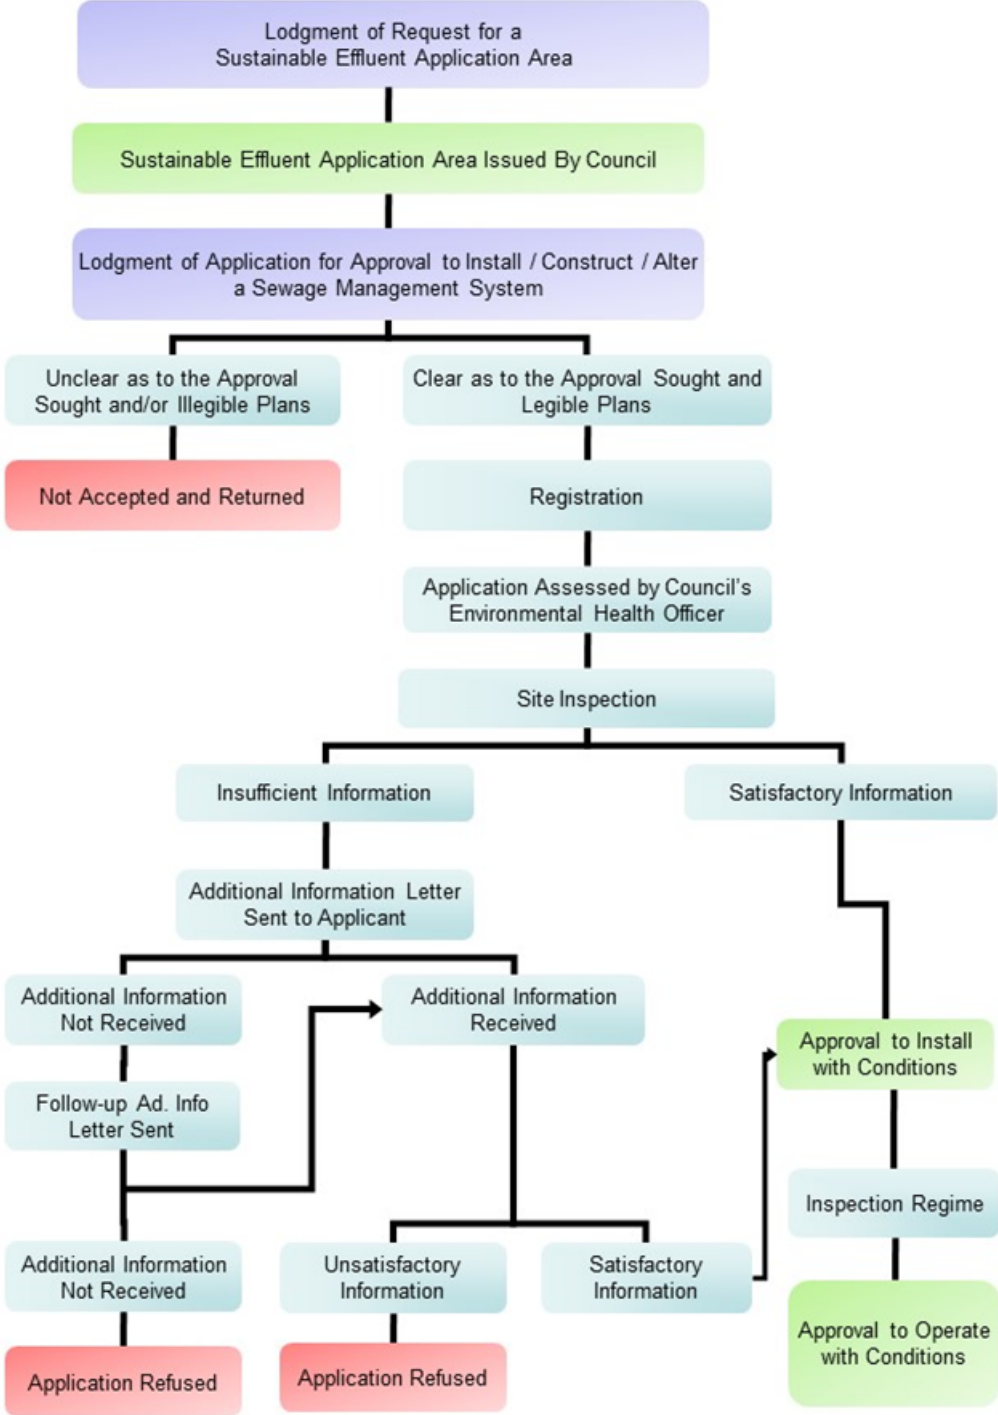 Lodgment of Request for a
Sustainable Effluent Application Area
Sustainable Effluent Application Area Issued By Council
Lodgment of Application for Approval to Install / Construct / Alter
a Sewage Management System
Unclear as to the Approval
Sought and/or Illegible Plans
Clear as to the Approval Sought and
Legible Plans
Not Accepted and Returned
Registration
Application Assessed by Council's
Environmental Health Officer
Site Inspection
Insufficient Information
Satisfactory Information
Additional Information Letter
Sent to Applicant
Additional Information
Not Received
Additional Information
Received
Approval to Install
with Conditions
Follow-up Ad. Info
Letter Sent
Inspection Regime
Additional Information
Not Received
Unsatisfactory
Information
Satisfactory
Information
Approval to Operate
with Conditions
Application Refused
Application Refused